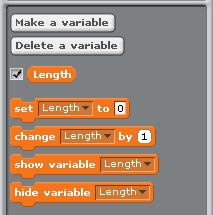 Make a variable
Delete a variable
Length
set Length to 0
change Length by 1
show variable Length
hide variable Length